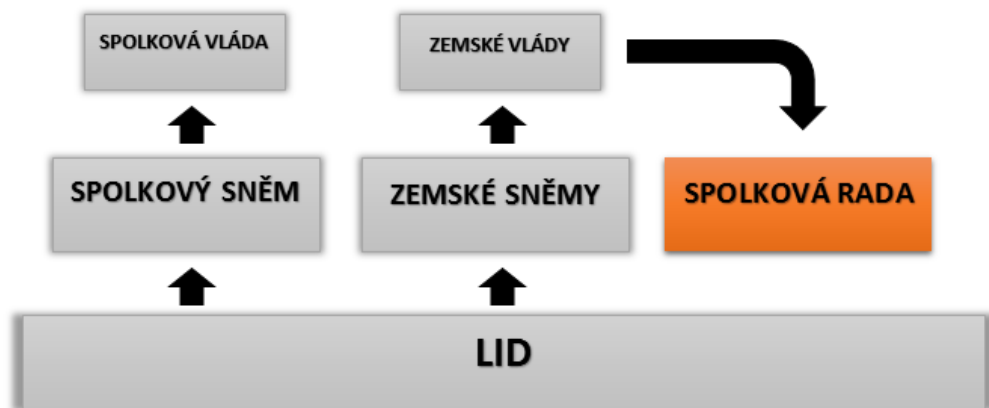 SPOLKOVÁ VLÁDA
ZEMSKÉ VLÁDY
SPOLKOVÝ SNĚM
ZEMSKÉ SNĚMY
SPOLKOVÁ RADA
LID